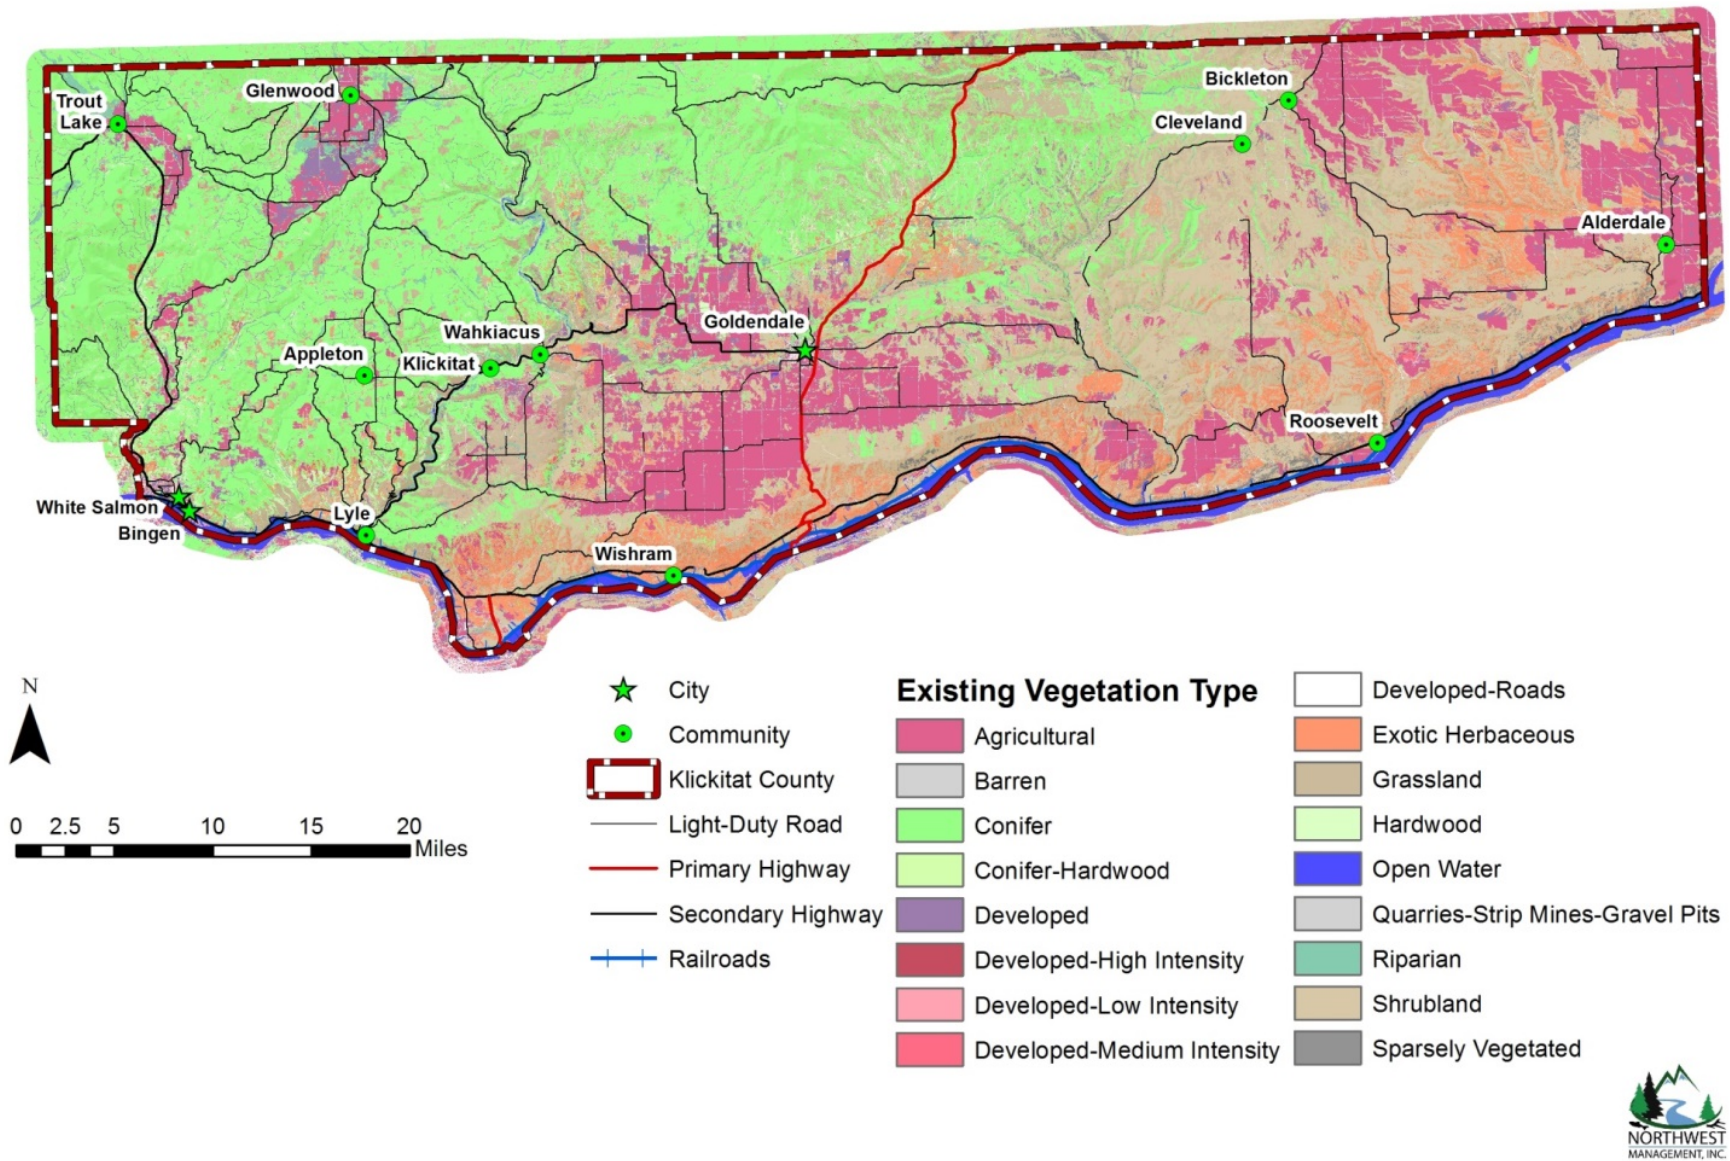 Trout
Lake
Glenwood
Bickleton
Cleveland
Alderdale
Goldendale
Wahkiacus
Appleton
Klickitat
Roosevelt
White Salmon
Bingen
Lyle
Wishram
N
0 2.5 5 10 15 20
Miles
City
Community
Klickitat County
Light-Duty Road
Primary Highway
Secondary Highway
Railroads
Existing Vegetation Type
Agricultural
Barren
Conifer
Conifer-Hardwood
Developed
Developed-High Intensity
Developed-Low Intensity
Developed-Medium Intensity
Developed-Roads
Exotic Herbaceous
Grassland
Hardwood
Open Water
Quarries-Strip Mines-Gravel Pits
Riparian
Shrubland
Sparsely Vegetated
NORTHWEST
MANAGEMENT, INC.